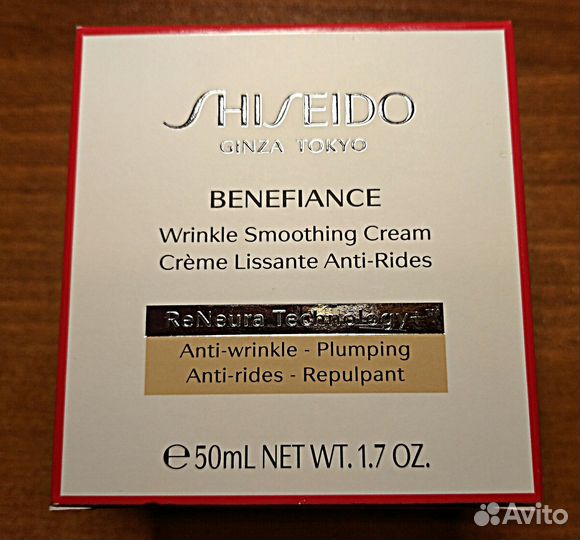 SHISEIDO
GINZA TOKYO
BENEFIANCE
Wrinkle Smoothing Cream
Crème Lissante Anti-Rides
ReNeura Technology+™
Anti-wrinkle - Plumping
Anti-rides - Repulpant
℮50mL NET WT. 1.7 OZ.
Avito